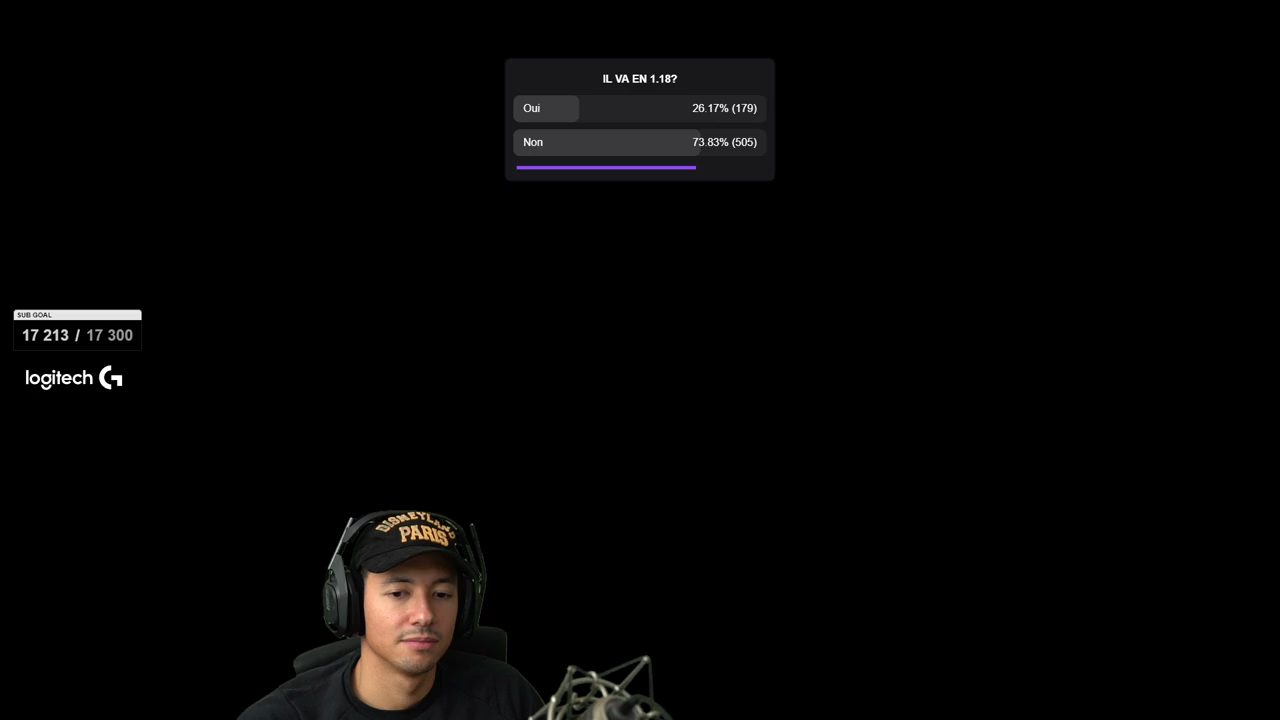 IL VA EN 1.18?
Oui 26.17% (179)
Non 73.83% (505)
SUB GOAL
17 213 / 17 300
logitech G
DISNEYLAND
PARIS